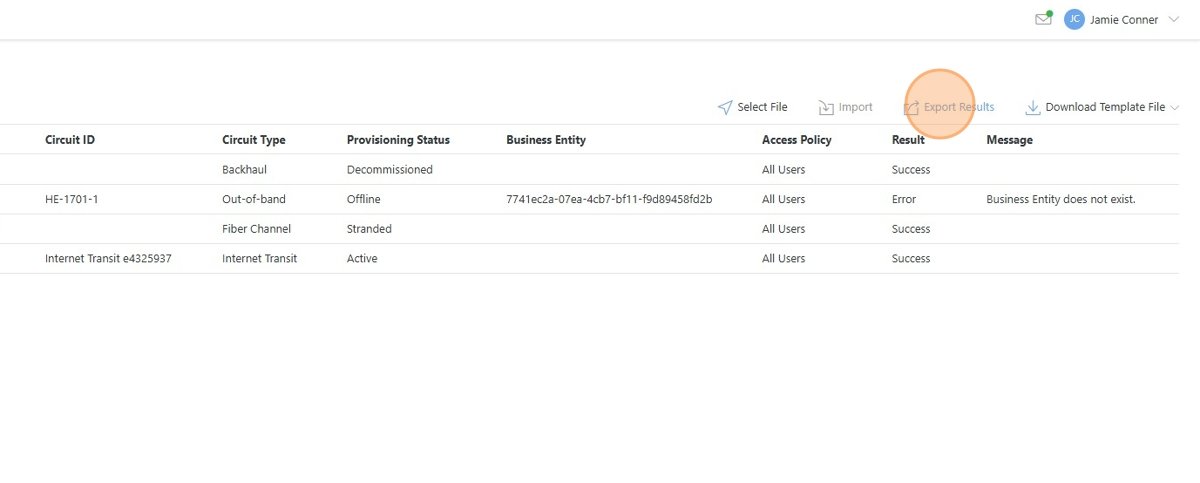 JC Jamie Conner
Select File Import Export Results Download Template File
Circuit ID Circuit Type Provisioning Status Business Entity Access Policy Result Message
Backhaul Decommissioned All Users Success
HE-1701-1 Out-of-band Offline 7741ec2a-07ea-4cb7-bf11-f9d89458fd2b All Users Error Business Entity does not exist.
Fiber Channel Stranded All Users Success
Internet Transit e4325937 Internet Transit Active All Users Success